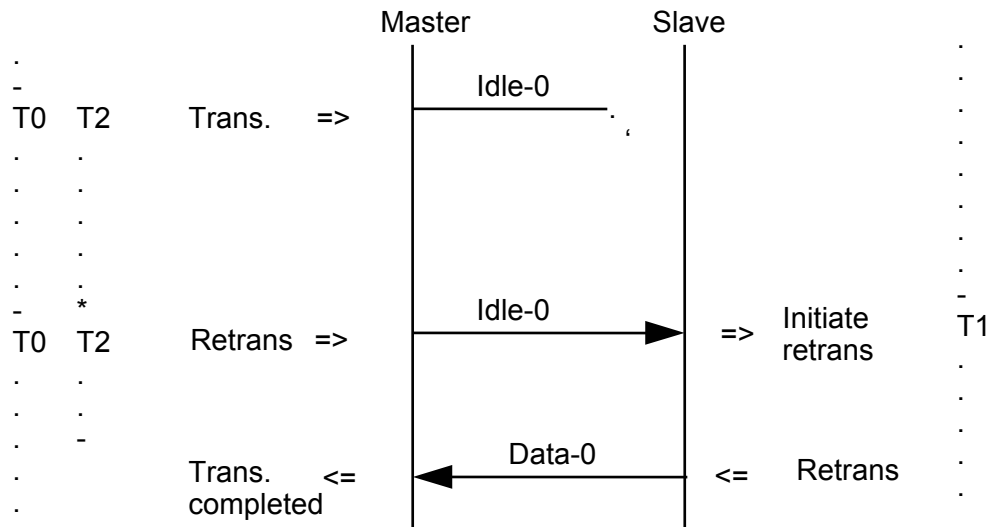 Master Slave
Idle-0
T0 T2 Trans. =>
*
Idle-0
T0 T2 Retrans => => Initiate retrans T1
Data-0
Trans. completed <= <= Retrans